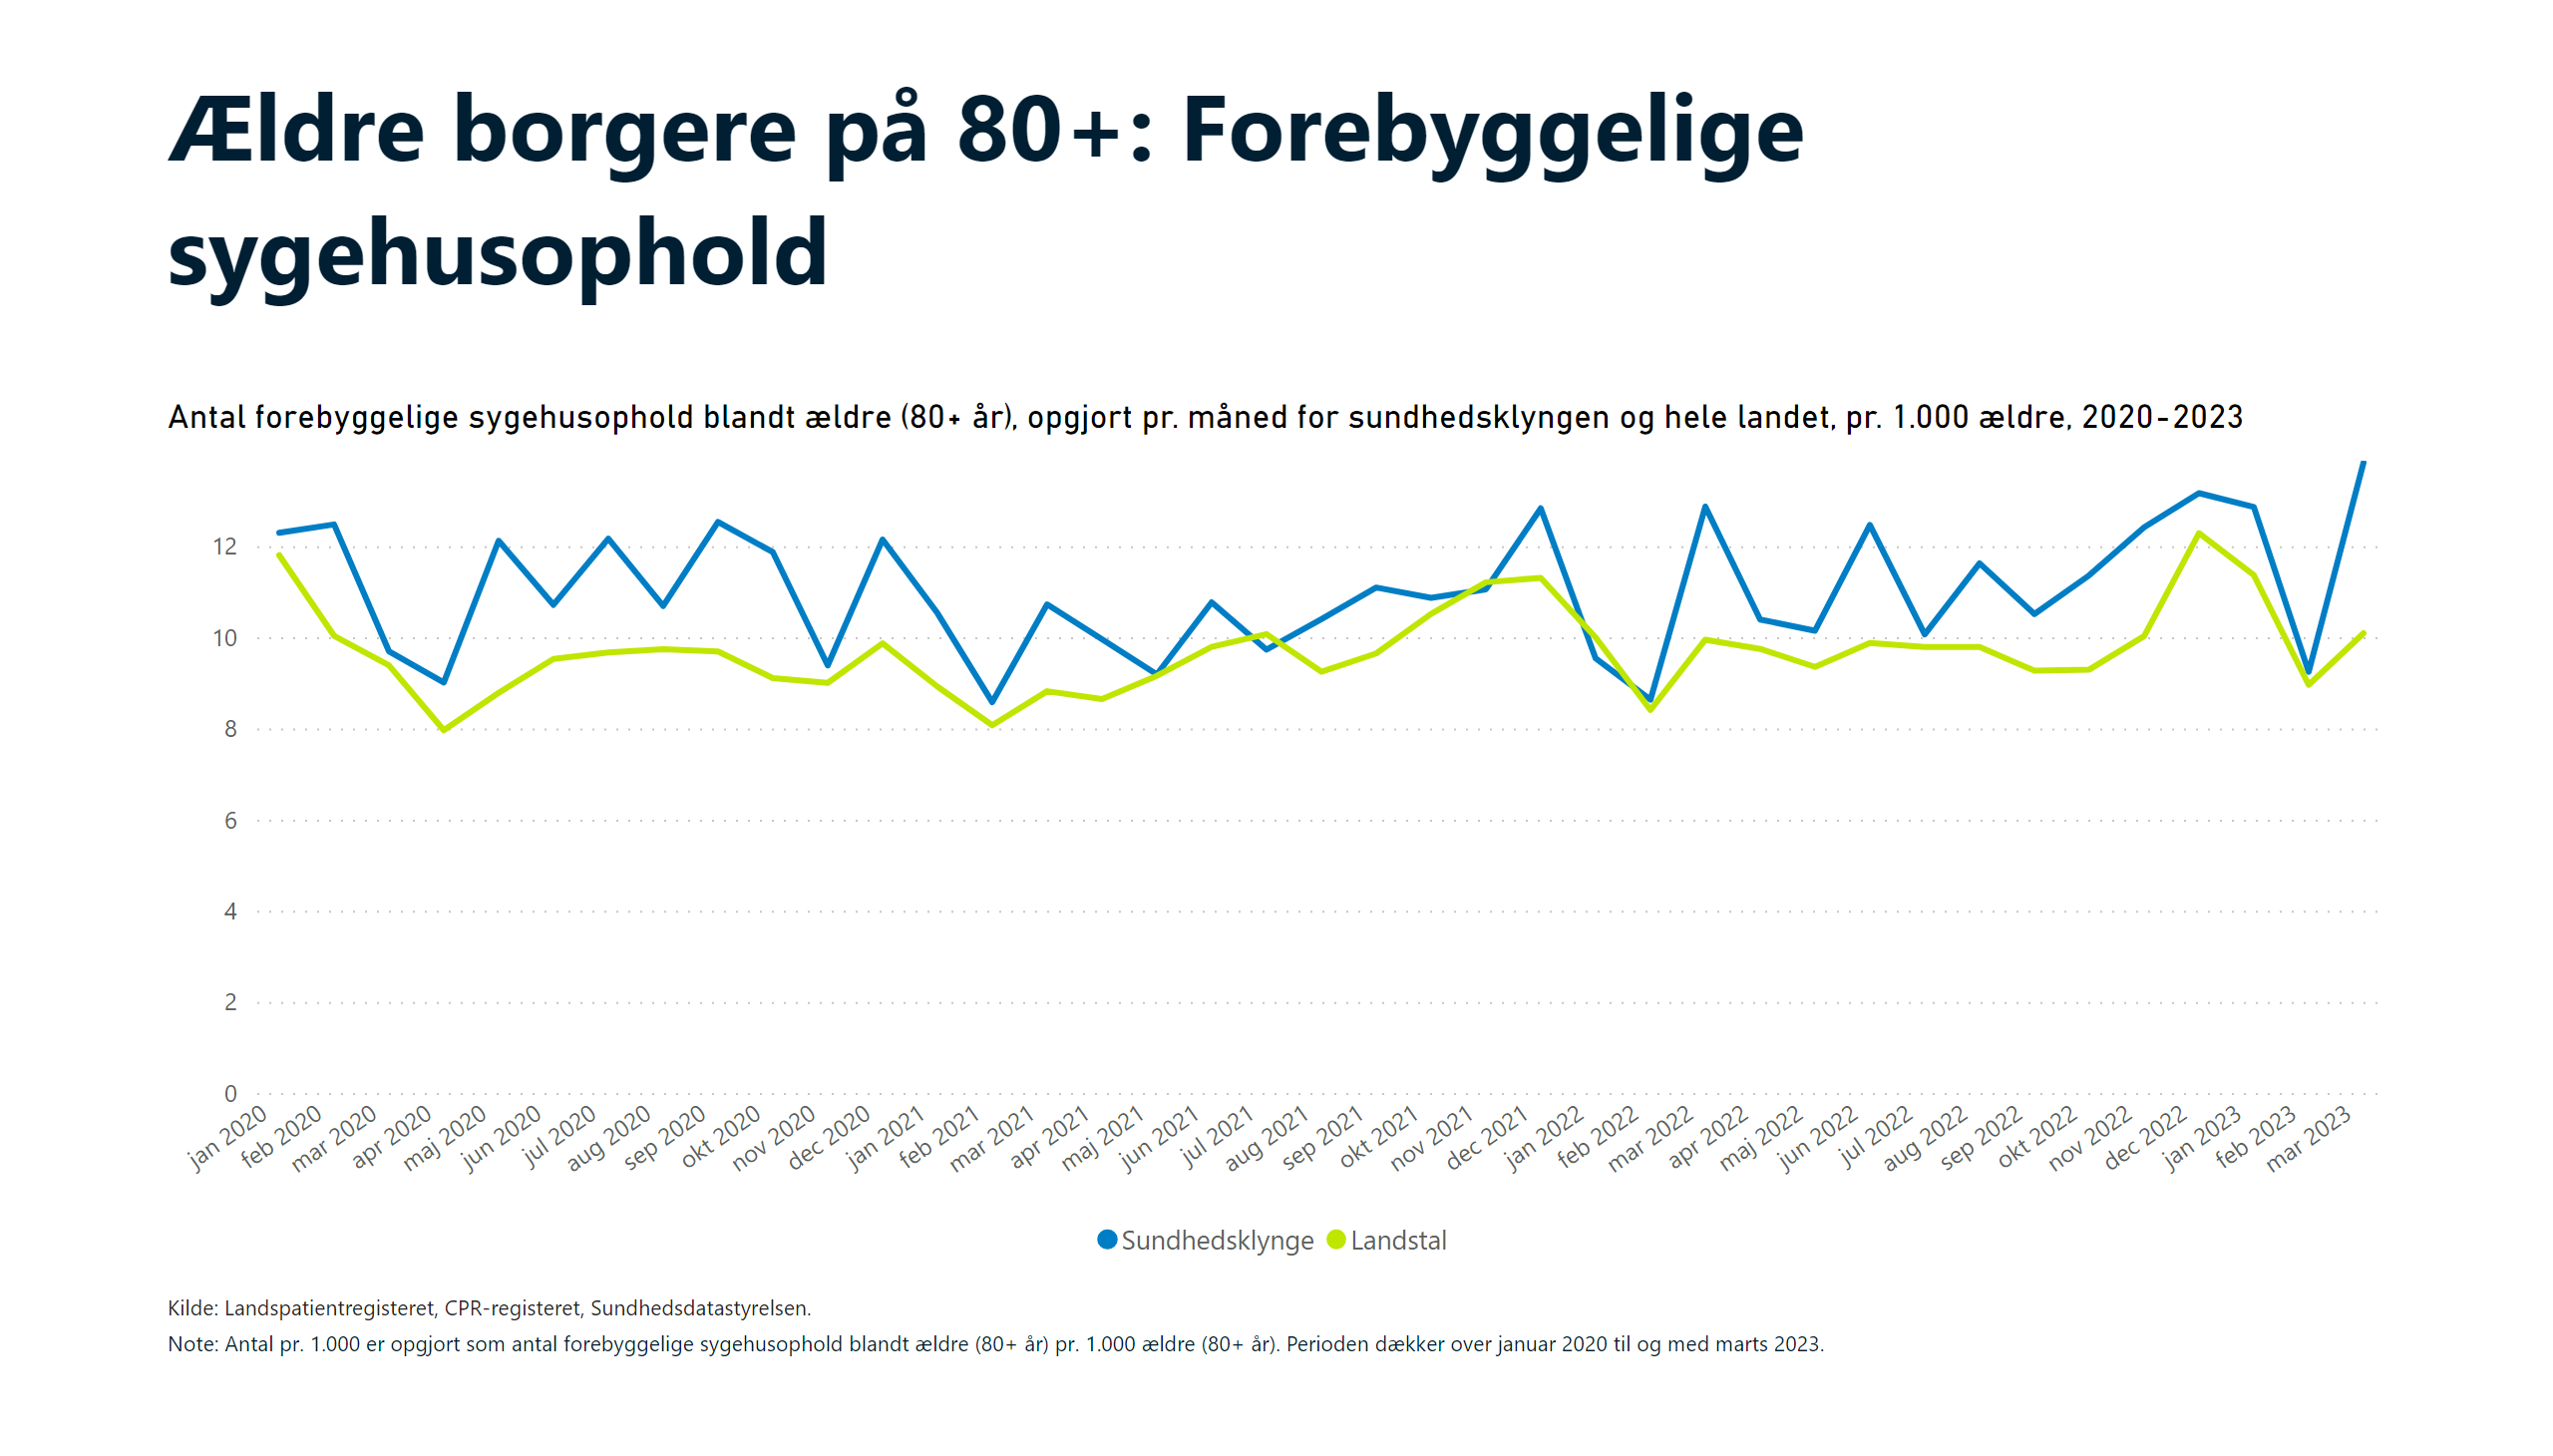 Ældre borgere på 80+: Forebyggelige
sygehusophold
Antal forebyggelige sygehusophold blandt ældre (80+ år), opgjort pr. måned for sundhedsklyngen og hele landet, pr. 1.000 ældre, 2020-2023
12
10
8
6
4
2
0
jan 2020
feb 2020
mar 2020
apr 2020
maj 2020
jun 2020
jul 2020
aug 2020
sep 2020
okt 2020
nov 2020
dec 2020
jan 2021
feb 2021
mar 2021
apr 2021
maj 2021
jun 2021
jul 2021
aug 2021
sep 2021
okt 2021
nov 2021
dec 2021
jan 2022
feb 2022
mar 2022
apr 2022
maj 2022
jun 2022
jul 2022
aug 2022
sep 2022
okt 2022
nov 2022
dec 2022
jan 2023
feb 2023
mar 2023
Sundhedsklynge Landstal
Kilde: Landspatientregisteret, CPR-registeret, Sundhedsdatastyrelsen.
Note: Antal pr. 1.000 er opgjort som antal forebyggelige sygehusophold blandt ældre (80+ år) pr. 1.000 ældre (80+ år). Perioden dækker over januar 2020 til og med marts 2023.